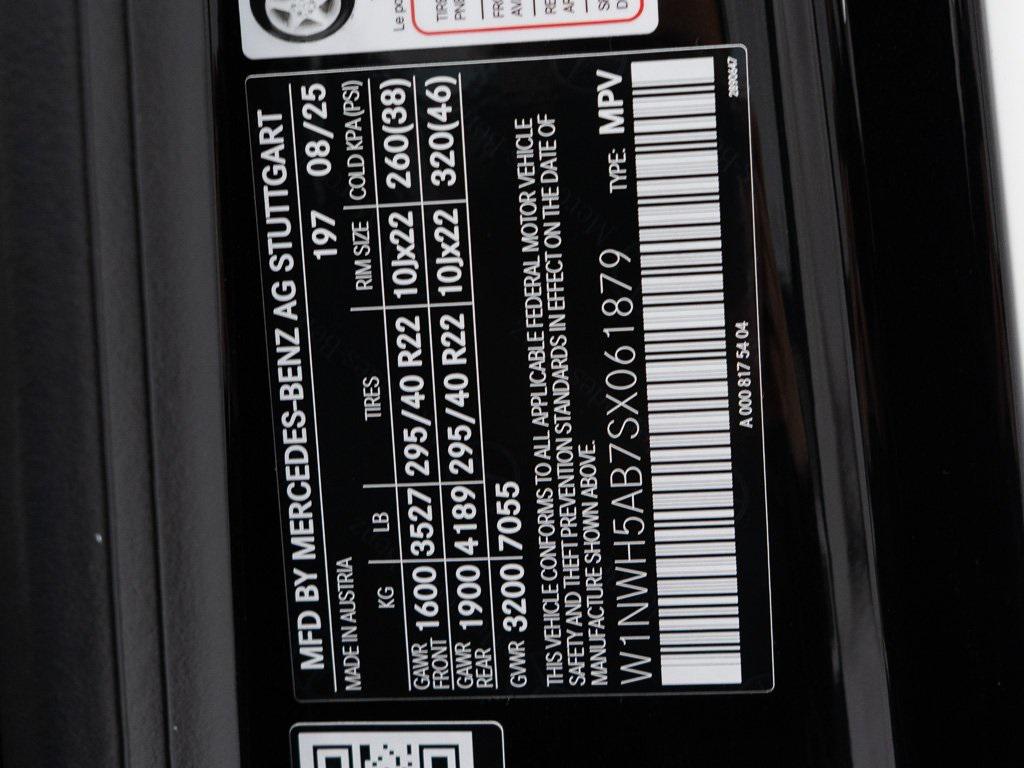 Le po
MFD BY MERCEDES-BENZ AG STUTTGART
MADE IN AUSTRIA 197 08/25
KG LB TIRES RIM SIZE COLD KPA (PSI)
GAWR FRONT 1600 3527 295/40 R22 10Jx22 260(38)
GAWR REAR 1900 4189 295/40 R22 10Jx22 320(46)
GVWR 3200 7055
THIS VEHICLE CONFORMS TO ALL APPLICABLE FEDERAL MOTOR VEHICLE
SAFETY AND THEFT PREVENTION STANDARDS IN EFFECT ON THE DATE OF
MANUFACTURE SHOWN ABOVE.
W1NWH5AB7SX061879 TYPE: MPV
A 000 817 54 04